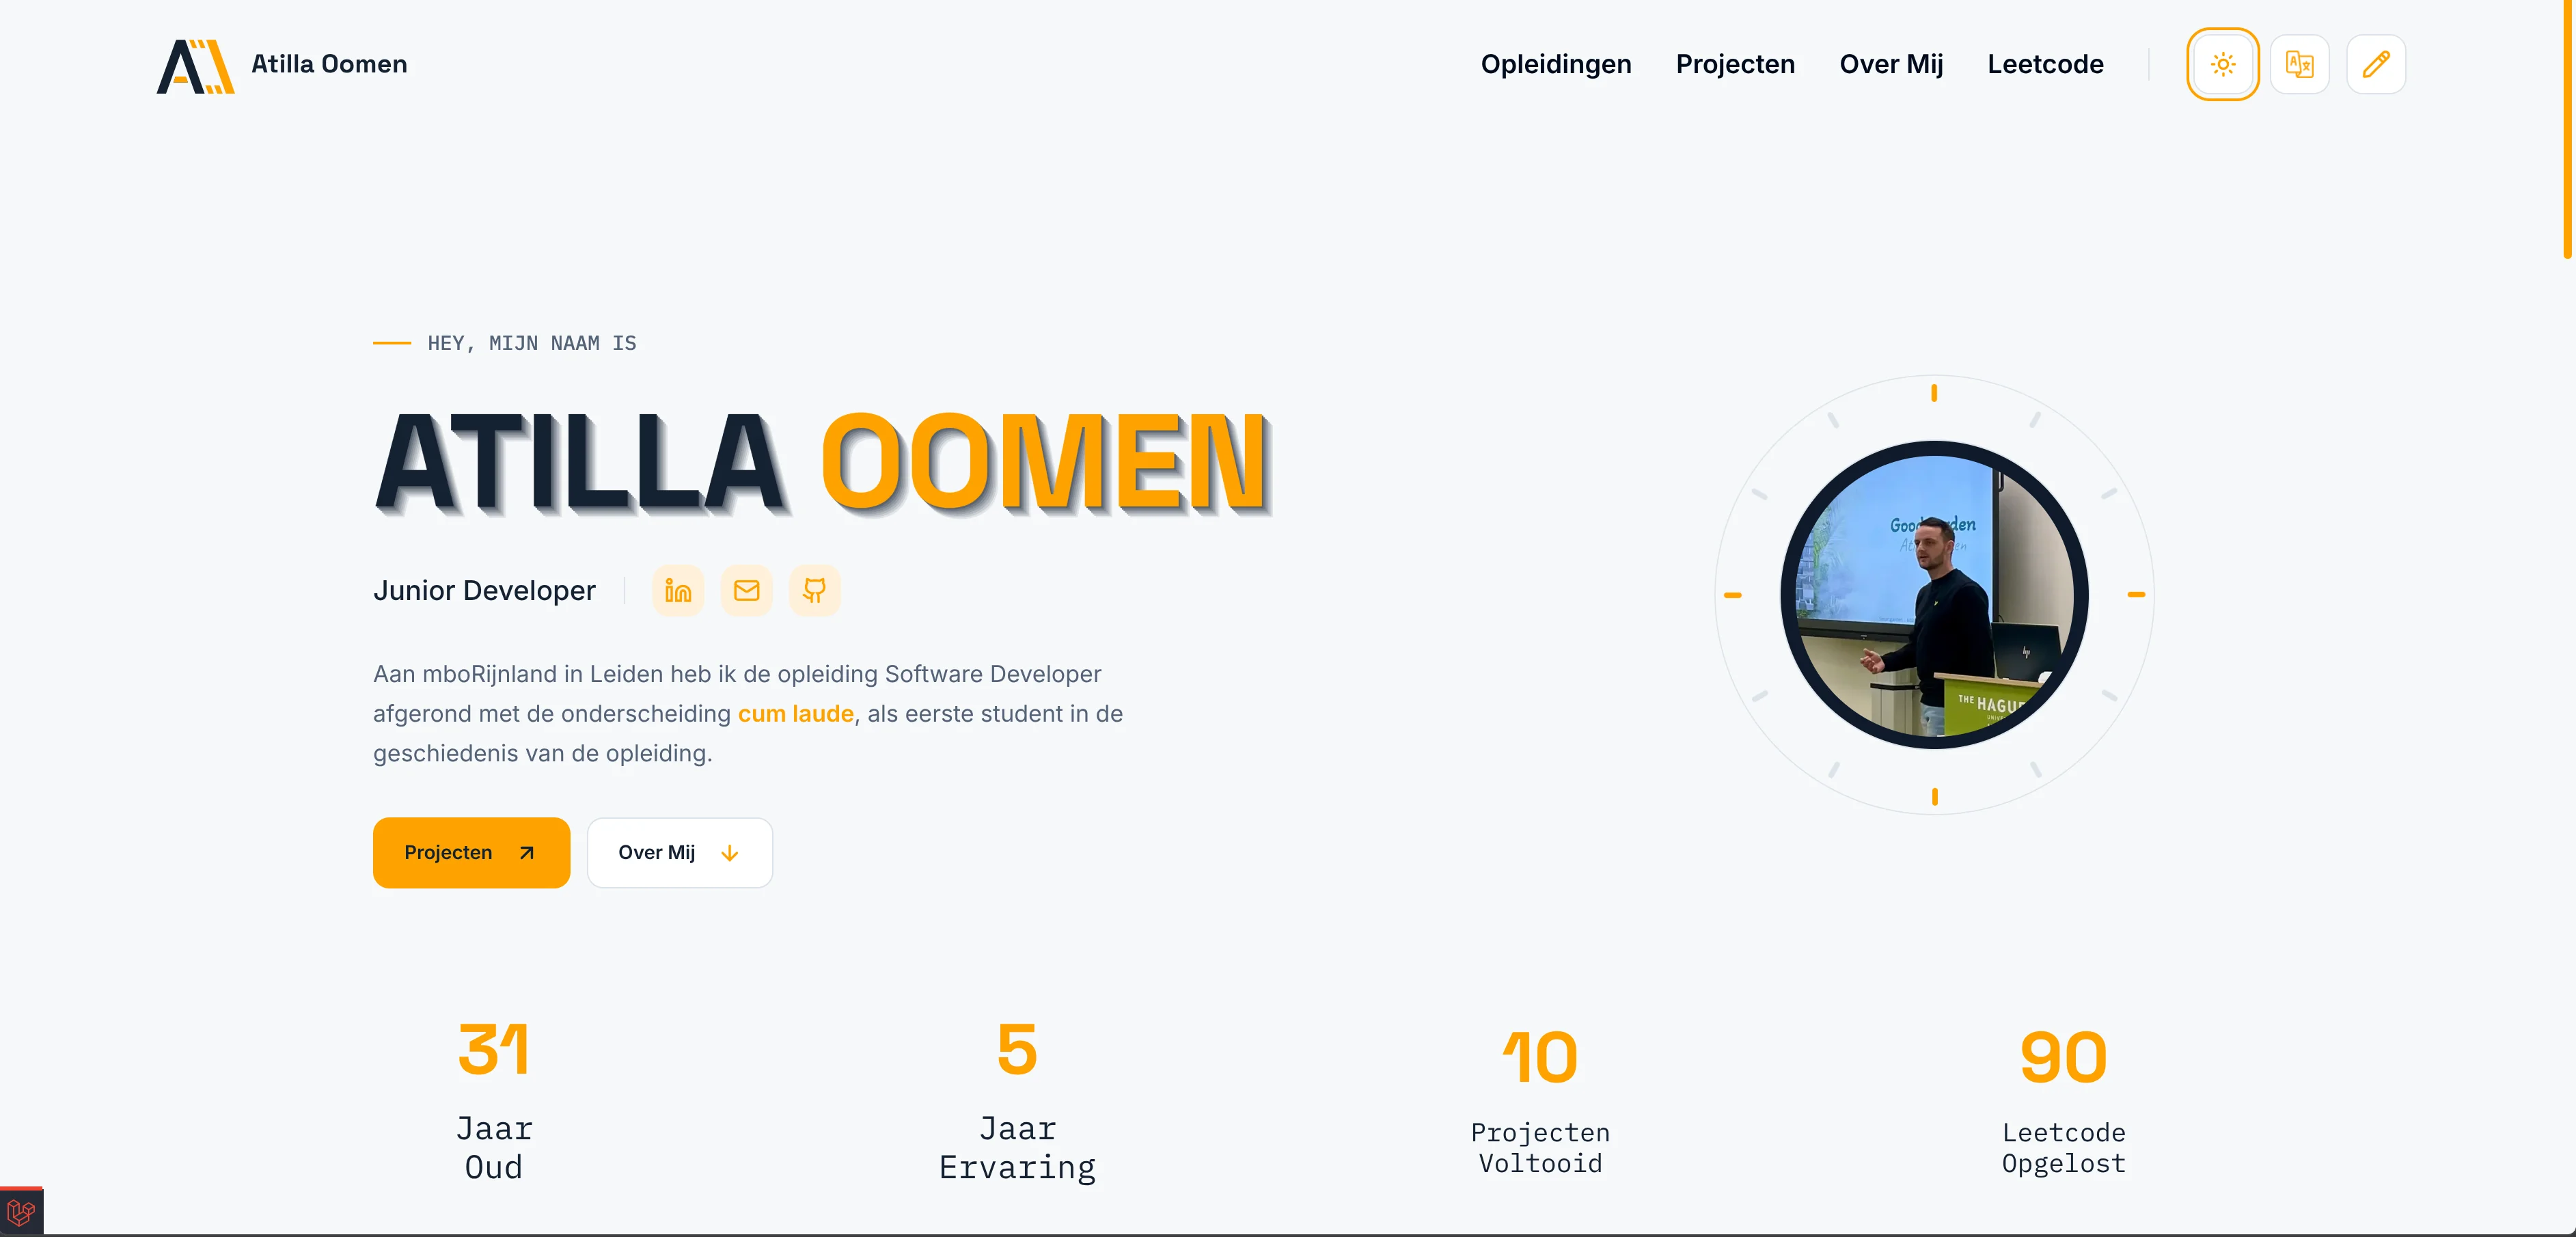 Atilla Oomen
Opleidingen
Projecten
Over Mij
Leetcode
HEY, MIJN NAAM IS
ATILLA OOMEN
Junior Developer
Aan mboRijnland in Leiden heb ik de opleiding Software Developer
afgerond met de onderscheiding cum laude, als eerste student in de
geschiedenis van de opleiding.
Projecten
Over Mij
THE HAGUE
31
Jaar
Oud
5
Jaar
Ervaring
10
Projecten
Voltooid
90
Leetcode
Opgelost